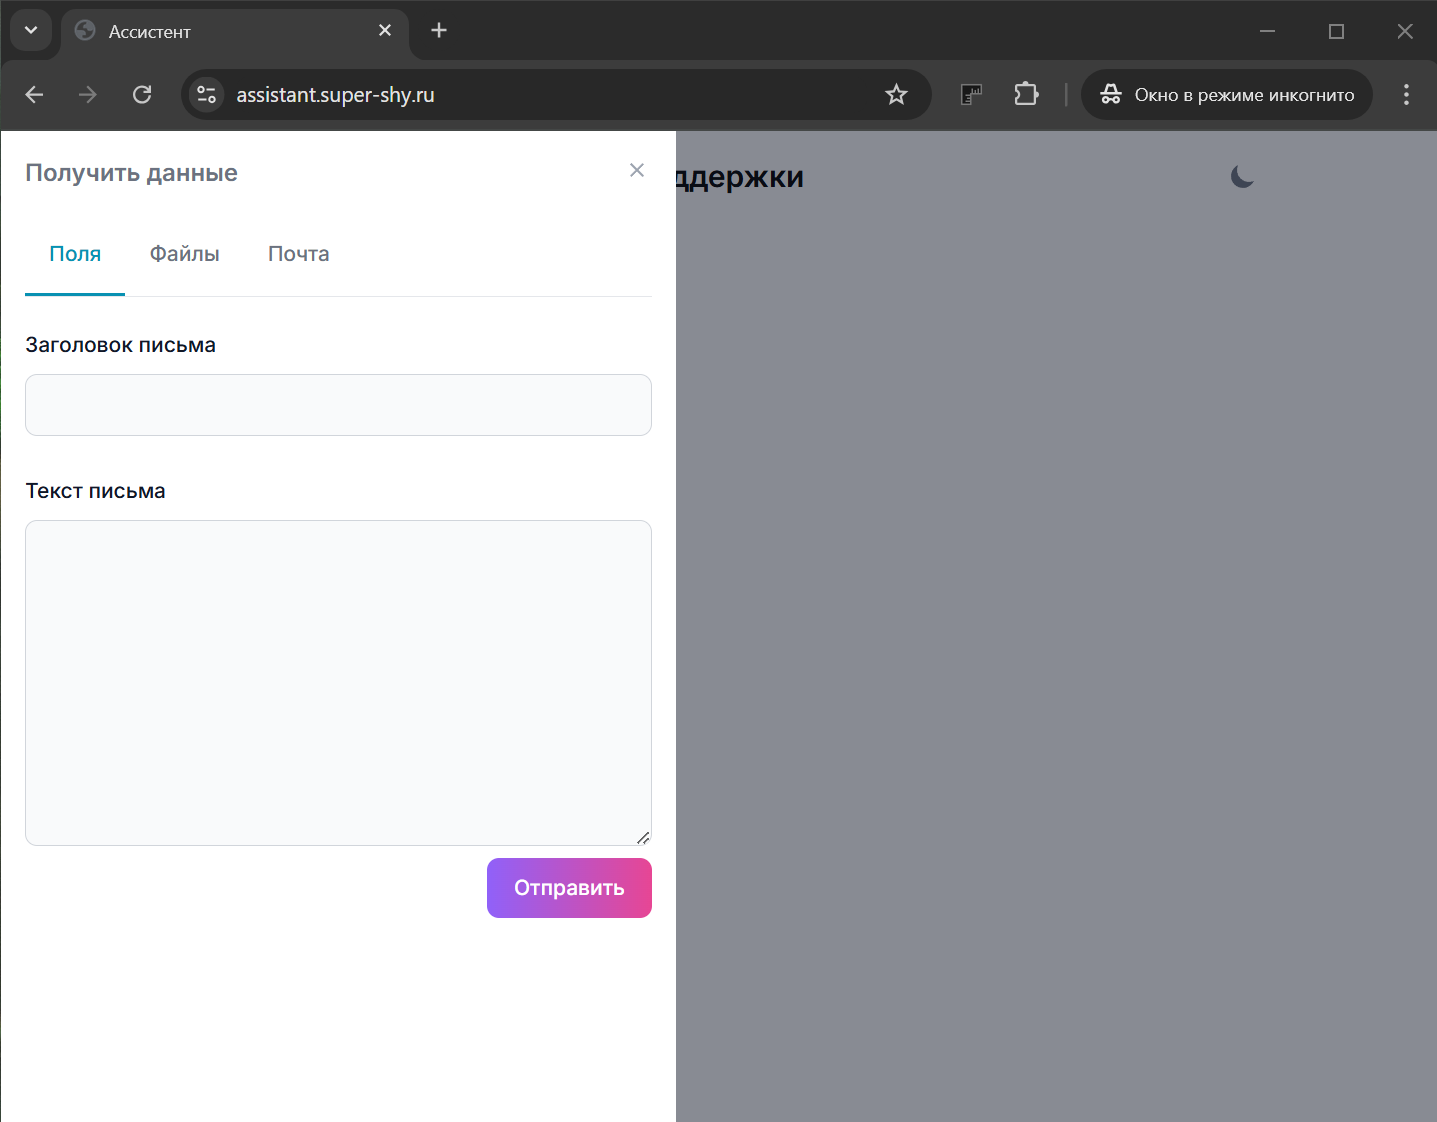 Ассистент
assistant.super-shy.ru
Окно в режиме инкогнито
Получить данные
ддержки
Поля Файлы Почта
Заголовок письма
Текст письма
Отправить